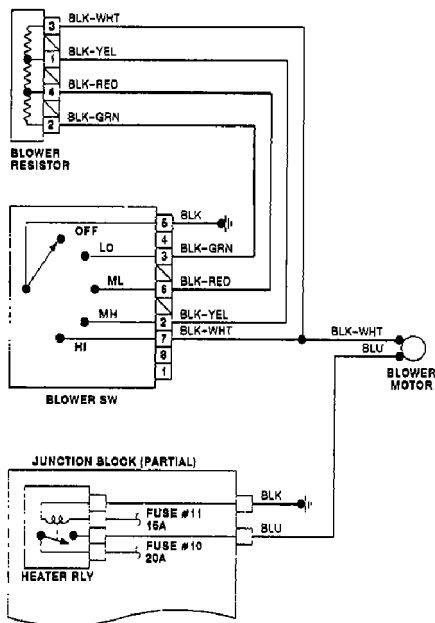 3 BLK-WHT
1 BLK-YEL
4 BLK-RED
2 BLK-GRN
BLOWER
RESISTOR
5 BLK
OFF
4
LO 3 BLK-GRN
ML 6 BLK-RED
MH 2 BLK-YEL
HI 7 BLK-WHT
8
1
BLOWER SW
BLK-WHT
BLU
BLOWER
MOTOR
JUNCTION BLOCK (PARTIAL)
BLK
FUSE #11
15A
BLU
FUSE #10
20A
HEATER RLY